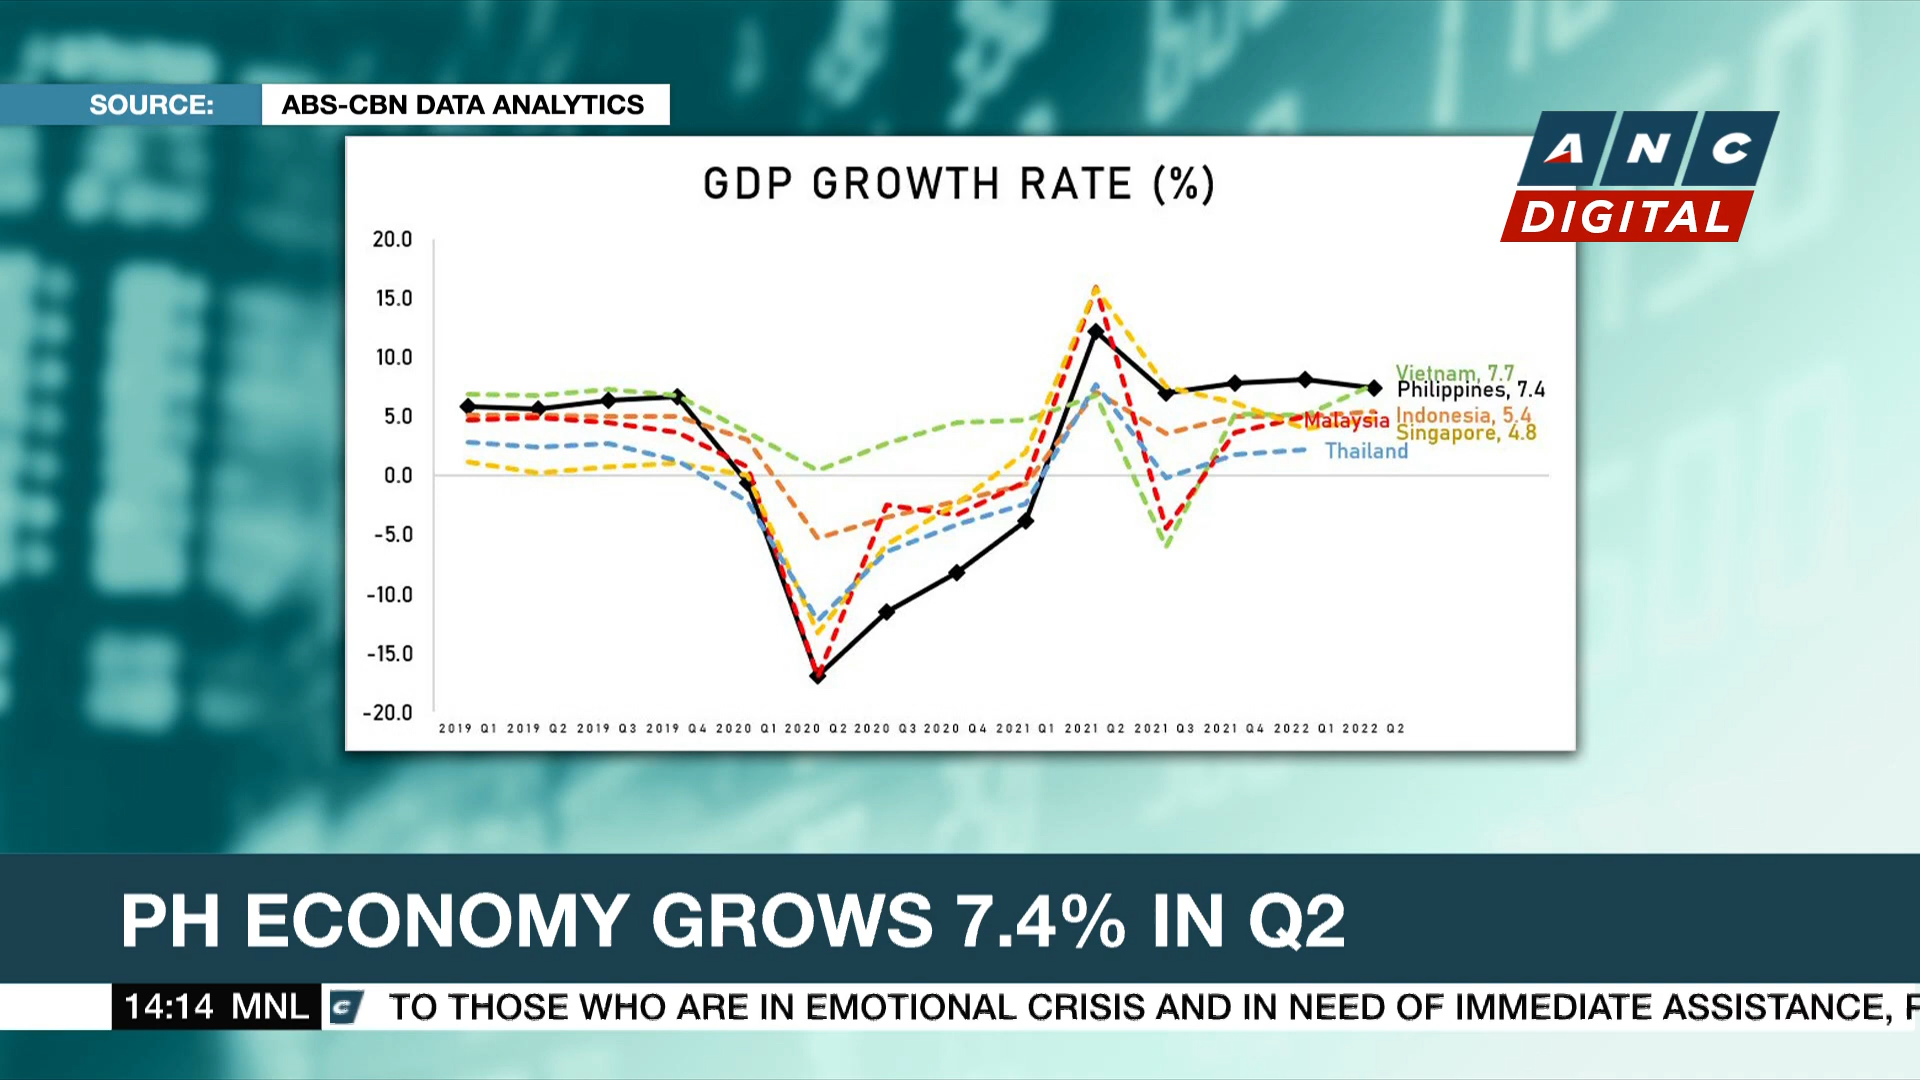 SOURCE: ABS-CBN DATA ANALYTICS
ANC
DIGITAL
GDP GROWTH RATE (%)
20.0
15.0
10.0
5.0
0.0
-5.0
-10.0
-15.0
-20.0
Vietnam, 7.7
Philippines, 7.4
Indonesia, 5.4
Malaysia
Singapore, 4.8
Thailand
2019 Q1 2019 Q2 2019 Q3 2019 Q4 2020 Q1 2020 Q2 2020 Q3 2020 Q4 2021 Q1 2021 Q2 2021 Q3 2021 Q4 2022 Q1 2022 Q2
PH ECONOMY GROWS 7.4% IN Q2
14:14 MNL C TO THOSE WHO ARE IN EMOTIONAL CRISIS AND IN NEED OF IMMEDIATE ASSISTANCE,